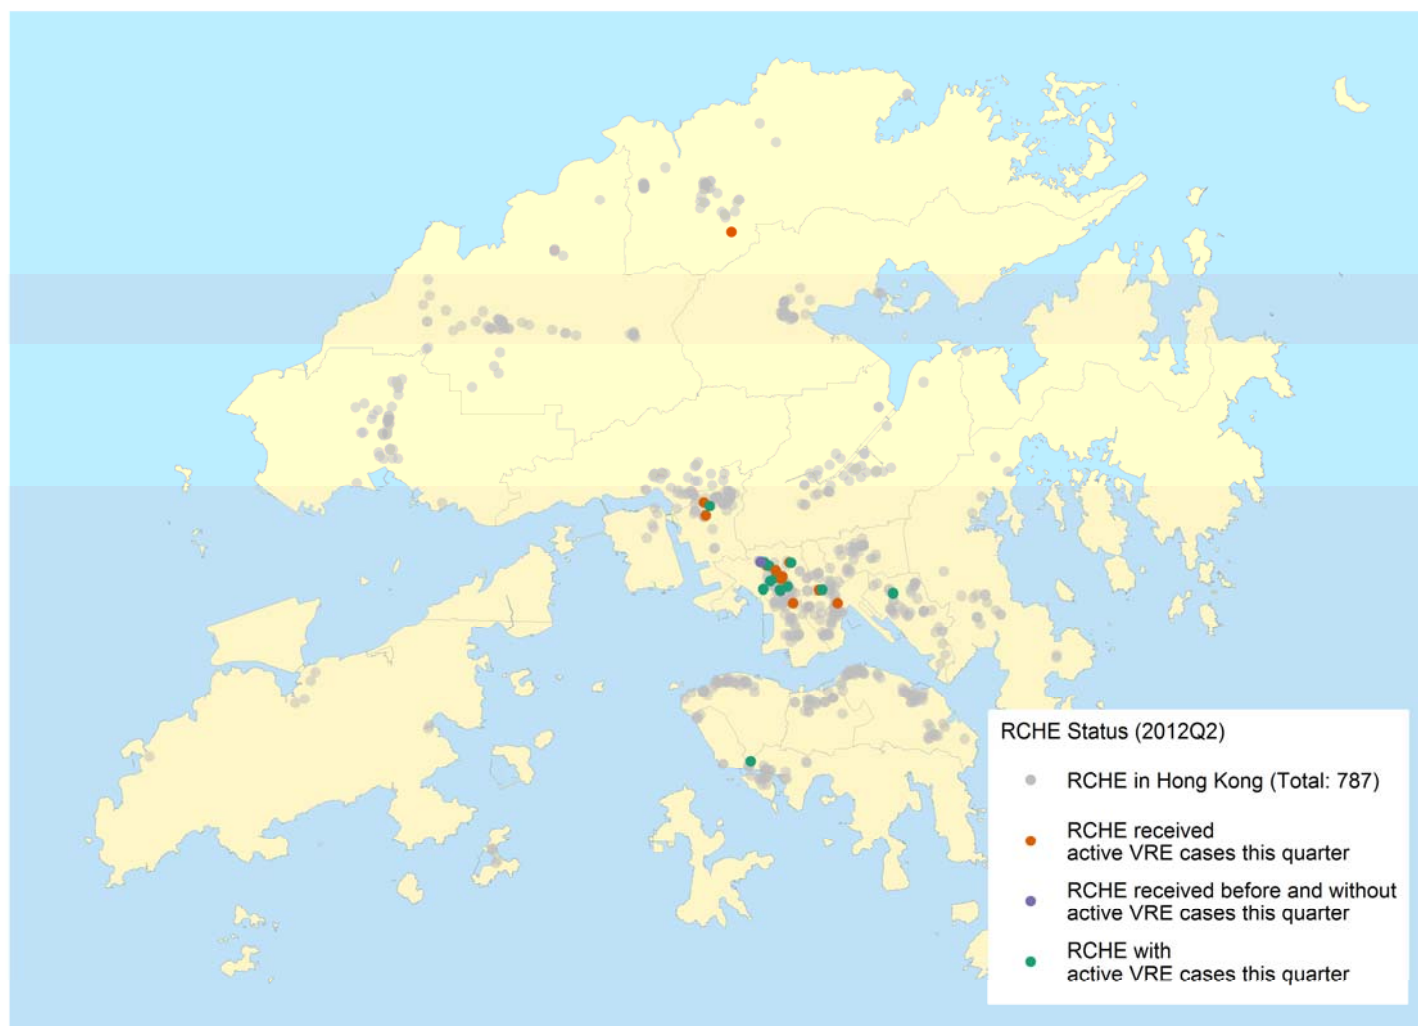 RCHE Status (2012Q2)
RCHE in Hong Kong (Total: 787)
RCHE received
active VRE cases this quarter
RCHE received before and without
active VRE cases this quarter
RCHE with
active VRE cases this quarter